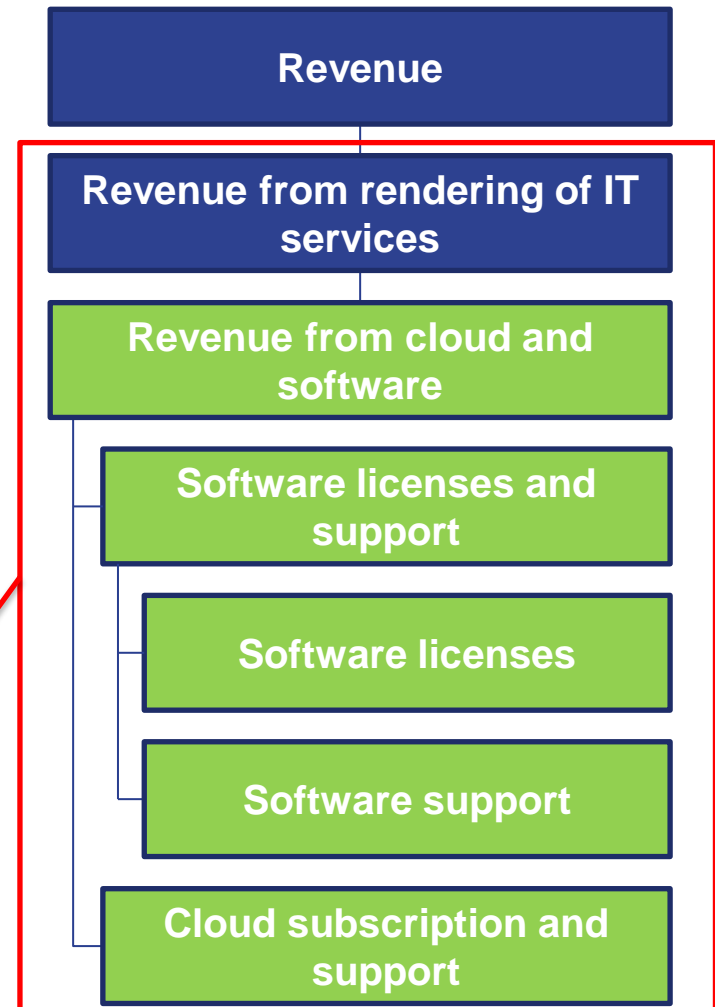 Revenue
Revenue from rendering of IT
services
Revenue from cloud and
software
Software licenses and
support
Software licenses
Software support
Cloud subscription and
support